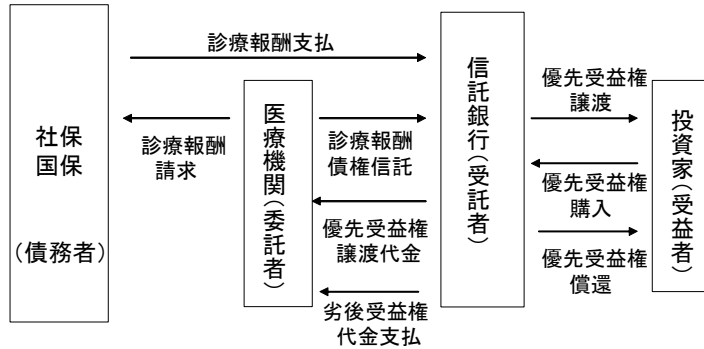 診療報酬支払
社保
国保
(債務者)
診療報酬
請求
医療機関(委託者)
診療報酬
債権信託
優先受益権
譲渡代金
劣後受益権
代金支払
信託銀行(受託者)
優先受益権
譲渡
優先受益権
購入
優先受益権
償還
投資家(受益者)